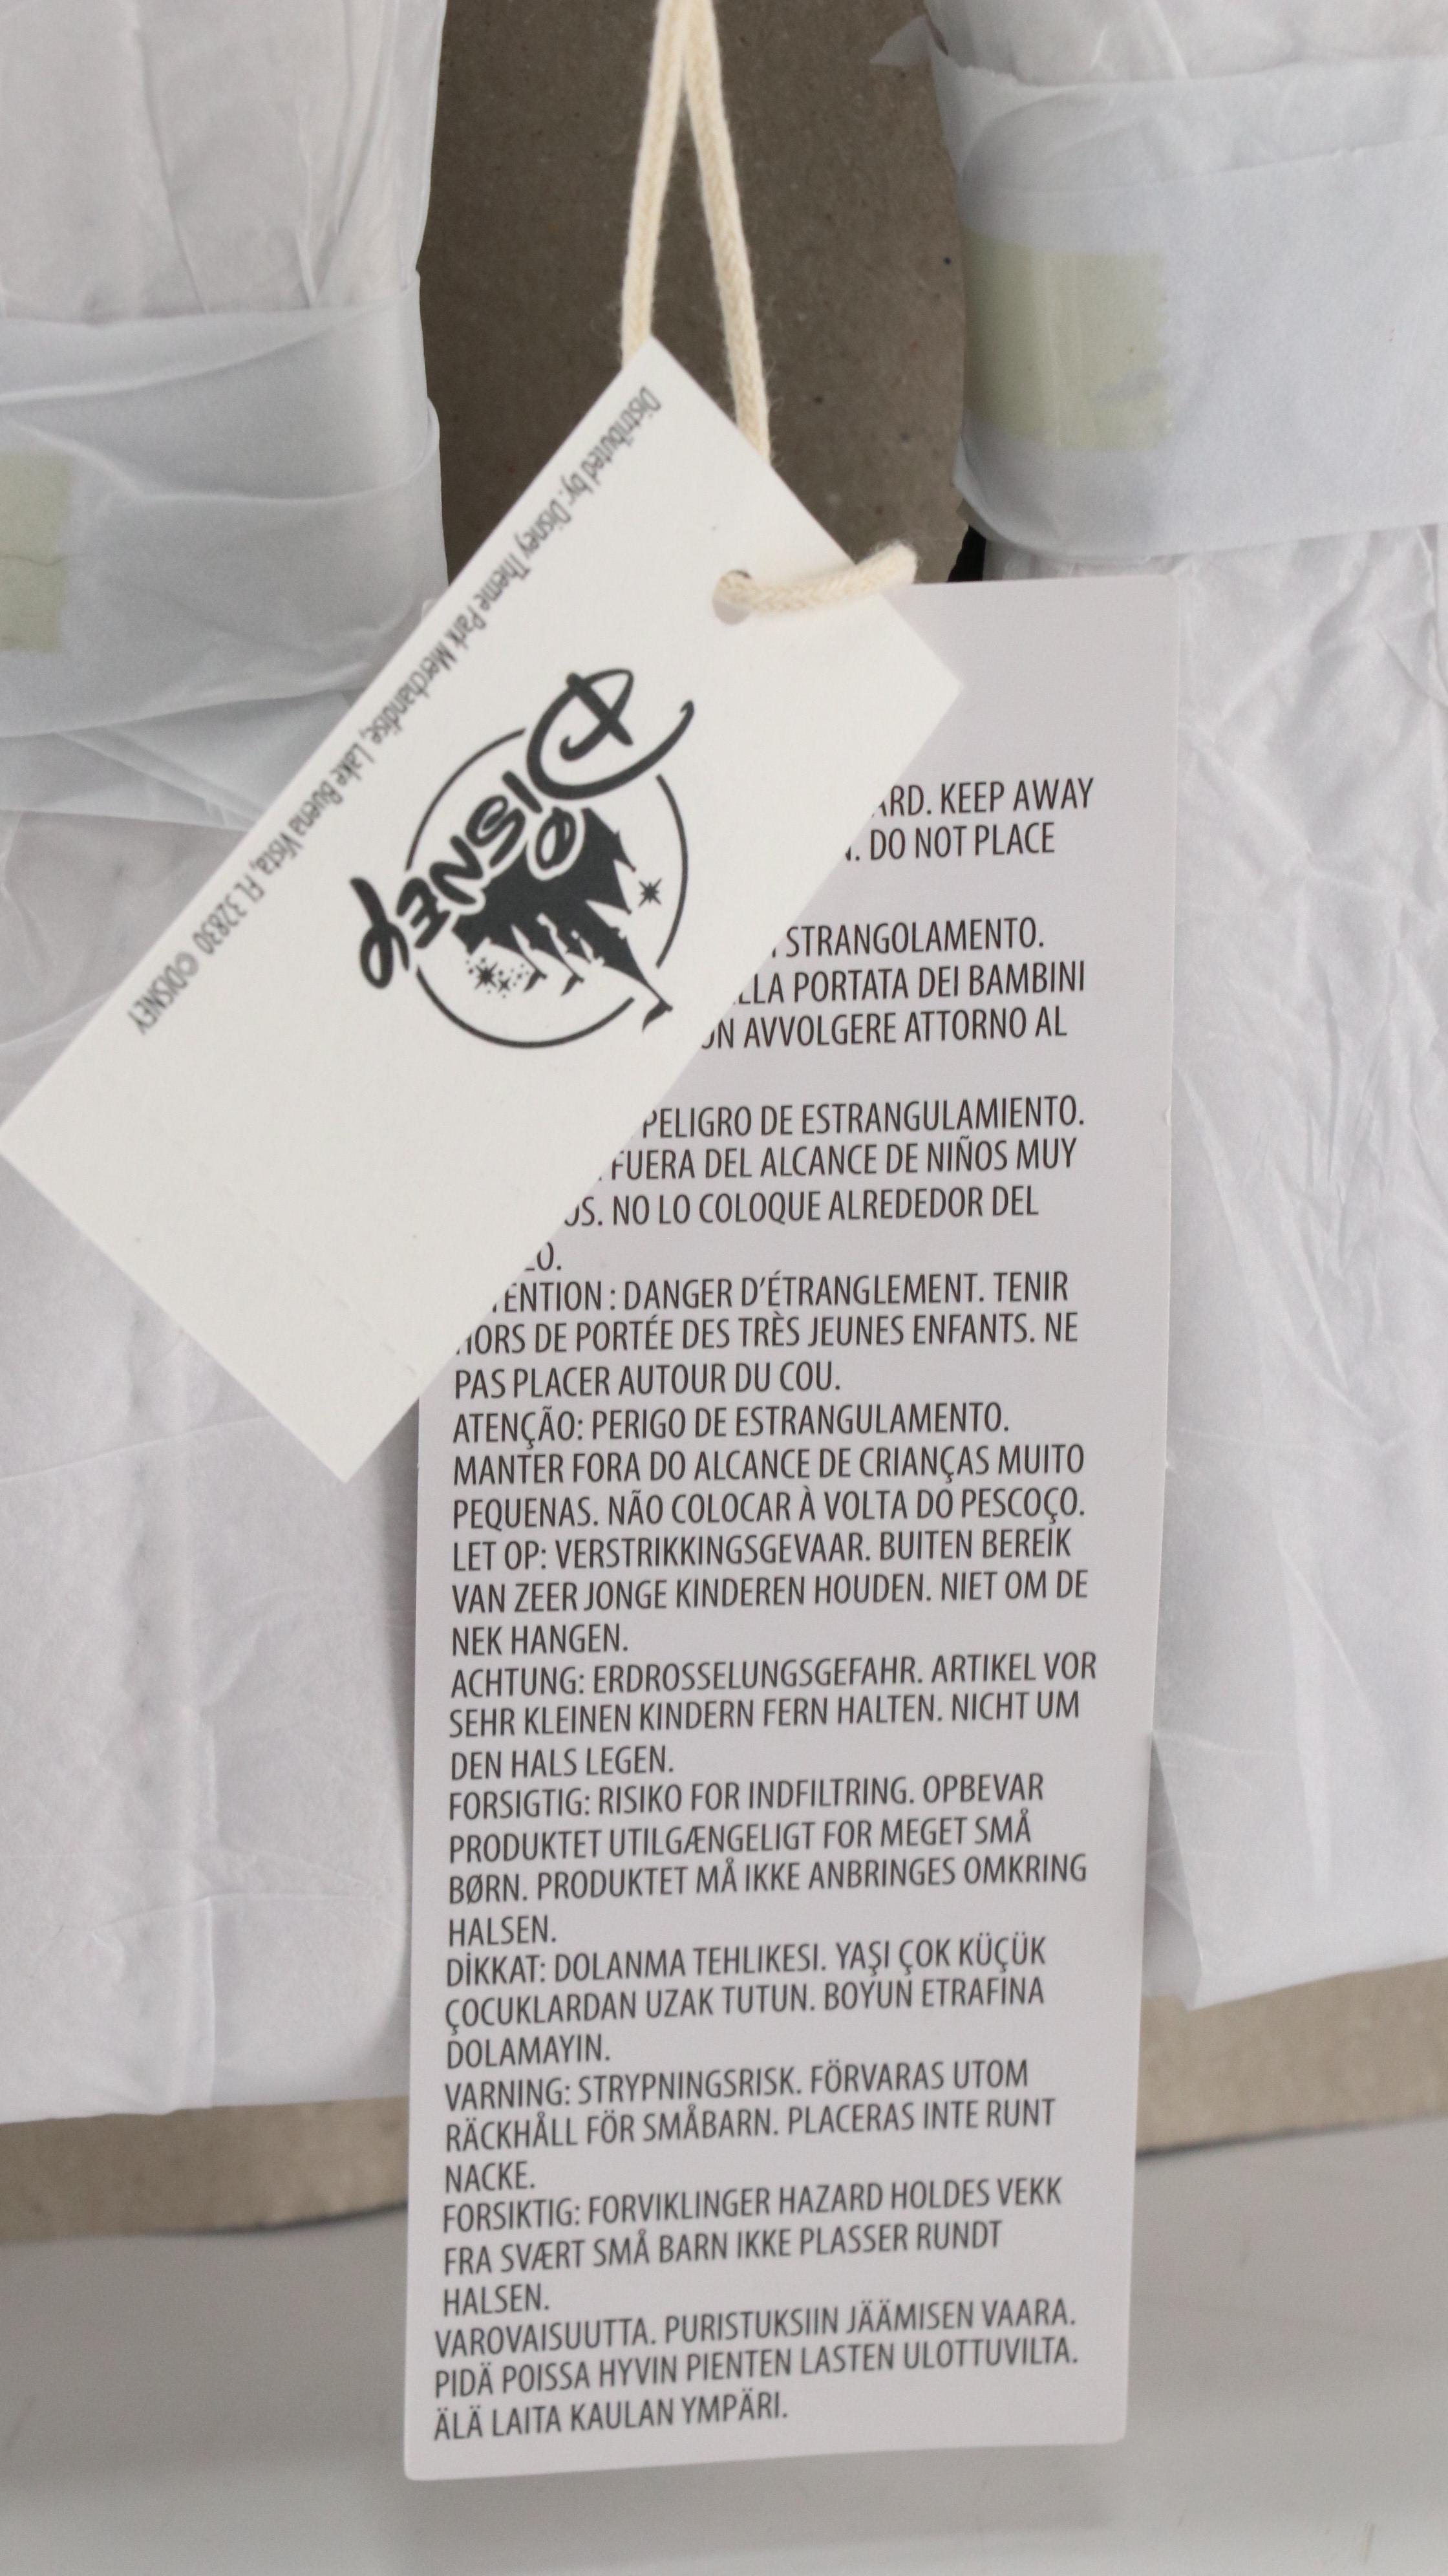 Distributed by: Disney Theme Park Merchandise, Lake Buena Vista, FL 32830 ©DISNEY
Disney
KEEP AWAY
DO NOT PLACE
STRANGOLAMENTO.
PORTATA DEI BAMBINI
AVVOLGERE ATTORNO AL
PELIGRO DE ESTRANGULAMIENTO.
FUERA DEL ALCANCE DE NIÑOS MUY
NO LO COLOQUE ALREDEDOR DEL
: DANGER D'ÉTRANGLEMENT. TENIR
HORS DE PORTÉE DES TRÈS JEUNES ENFANTS. NE
PAS PLACER AUTOUR DU COU.
ATENÇÃO: PERIGO DE ESTRANGULAMENTO.
MANTER FORA DO ALCANCE DE CRIANÇAS MUITO
PEQUENAS. NÃO COLOCAR À VOLTA DO PESCOÇO.
LET OP: VERSTRIKKINGSGEVAAR. BUITEN BEREIK
VAN ZEER JONGE KINDEREN HOUDEN. NIET OM DE
NEK HANGEN.
ACHTUNG: ERDROSSELUNGSGEFAHR. ARTIKEL VOR
SEHR KLEINEN KINDERN FERN HALTEN. NICHT UM
DEN HALS LEGEN.
FORSIGTIG: RISIKO FOR INDFILTRING. OPBEVAR
PRODUKTET UTILGÆNGELIGT FOR MEGET SMÅ
BØRN. PRODUKTET MÅ IKKE ANBRINGES OMKRING
HALSEN.
DİKKAT: DOLANMA TEHLIKESI. YAŞI ÇOK KÜÇÜK
ÇOCUKLARDAN UZAK TUTUN. BOYUN ETRAFINA
DOLAMAYIN.
VARNING: STRYPNINGSRISK. FÖRVARAS UTOM
RÄCKHÅLL FÖR SMÅBARN. PLACERAS INTE RUNT
NACKE.
FORSIKTIG: FORVIKLINGER HAZARD HOLDES VEKK
FRA SVÆRT SMÅ BARN IKKE PLASSER RUNDT
HALSEN.
VAROVAISUUTTA. PURISTUKSIIN JÄÄMISEN VAARA.
PIDÄ POISSA HYVIN PIENTEN LASTEN ULOTTUVILTA.
ÄLÄ LAITA KAULAN YMPÄRI.